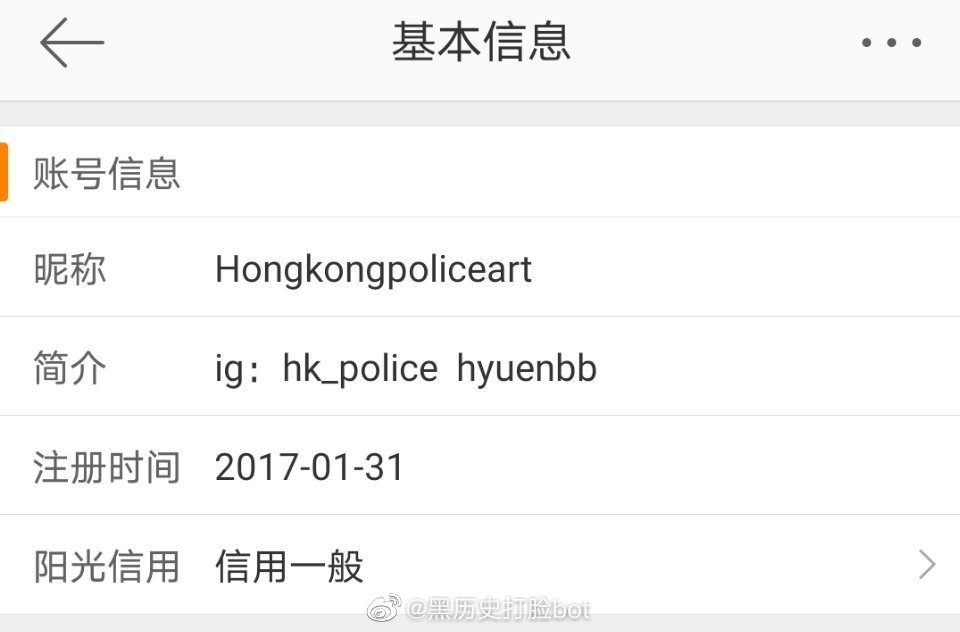 基本信息
账号信息
昵称 Hongkongpoliceart
简介 ig：hk_police hyuenbb
注册时间 2017-01-31
阳光信用 信用一般
@黑历史打脸bot